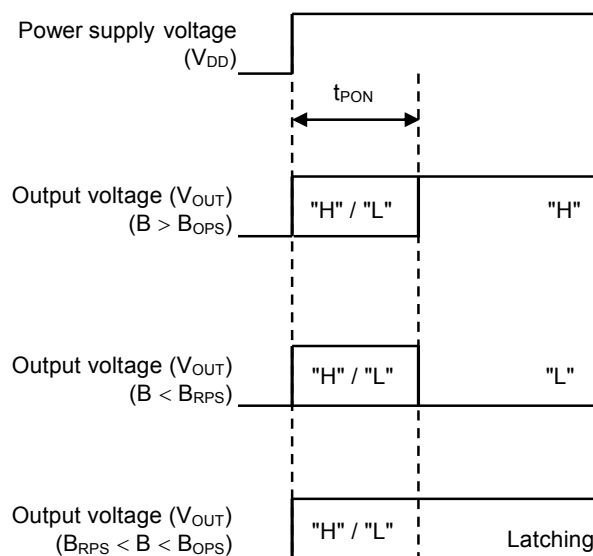 Power supply voltage
(VDD)
tPON
Output voltage (VOUT)
(B > BOPS)
"H" / "L"
"H"
Output voltage (VOUT)
(B < BRPS)
"H" / "L"
"L"
Output voltage (VOUT)
(BRPS < B < BOPS)
"H" / "L"
Latching